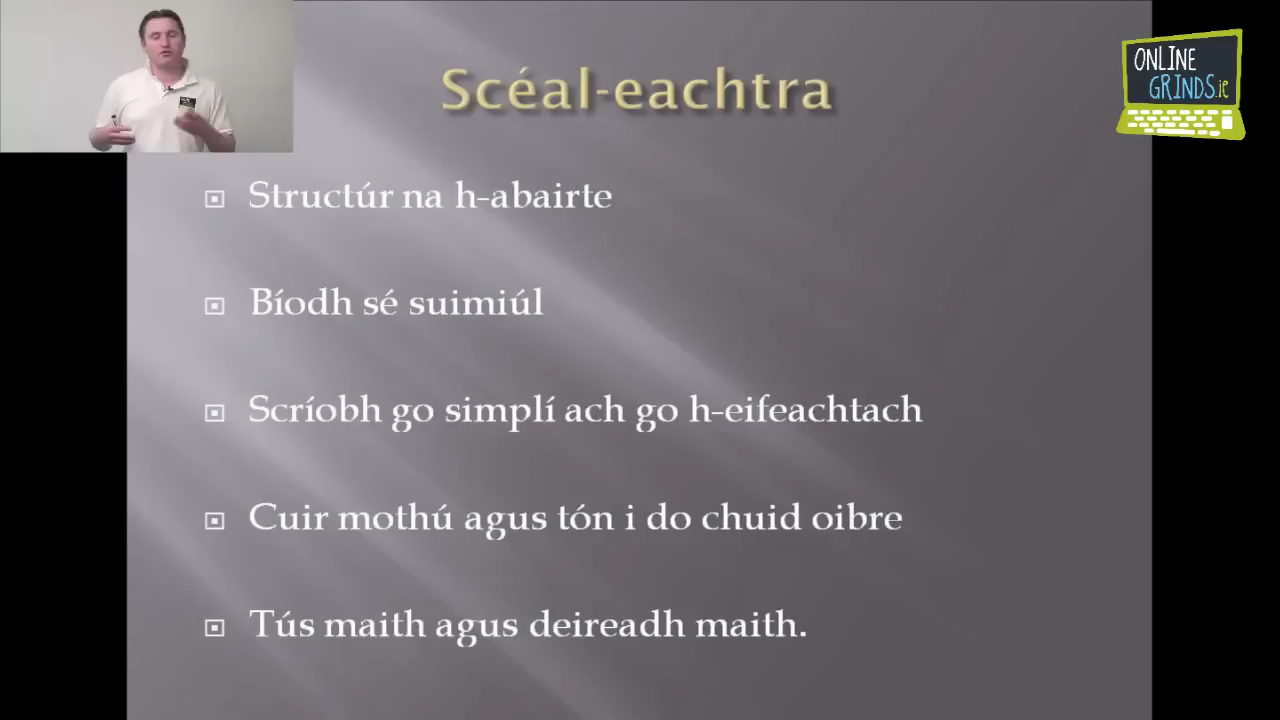 Scéal-eachtra
ONLINE
GRINDS.ie
Structúr na h-abairte
Bíodh sé suimiúl
Scríobh go simplí ach go h-eifeachtach
Cuir mothú agus tón i do chuid oibre
Tús maith agus deireadh maith.